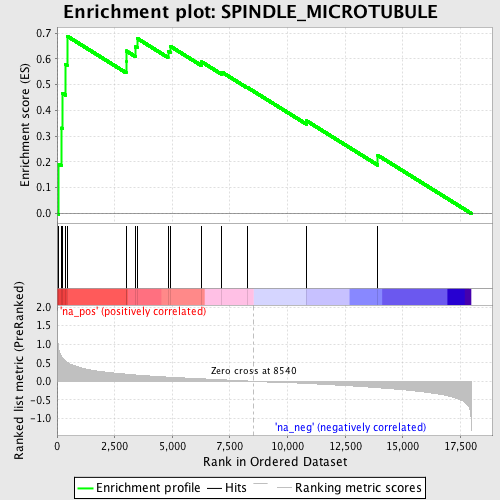 Enrichment plot: SPINDLE_MICROTUBULE
Enrichment score (ES)
0.7
0.6
0.5
0.4
0.3
0.2
0.1
0.0
'na_pos' (positively correlated)
Ranked list metric (PreRanked)
2.0
1.5
1.0
0.5
0.0
-0.5
-1.0
Zero cross at 8540
'na_neg' (negatively correlated)
0 2,500 5,000 7,500 10,000 12,500 15,000 17,500
Rank in Ordered Dataset
Enrichment profile Hits Ranking metric scores